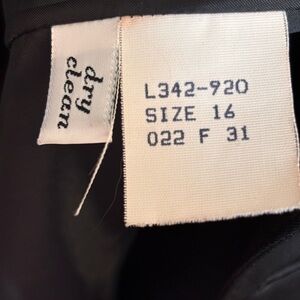 dry
clean
L342-920
SIZE 16
022 F 31